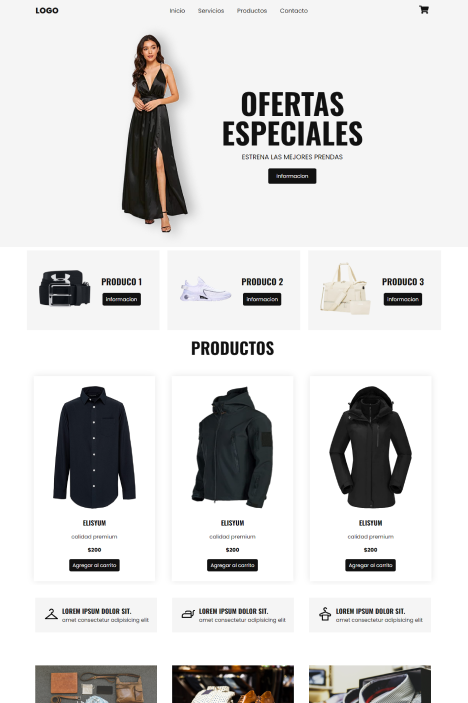 LOGO
Inicio Servicios Productos Contacto
OFERTAS
ESPECIALES
ESTRENA LAS MEJORES PRENDAS
Informacion
PRODUCO 1
Informacion
PRODUCO 2
Informacion
PRODUCO 3
Informacion
PRODUCTOS
ELISYUM
calidad premium
$200
Agregar al carrito
ELISYUM
calidad premium
$200
Agregar al carrito
ELISYUM
calidad premium
$200
Agregar al carrito
LOREM IPSUM DOLOR SIT.
amet consectetur adipisicing elit
LOREM IPSUM DOLOR SIT.
amet consectetur adipisicing elit
LOREM IPSUM DOLOR SIT.
amet consectetur adipisicing elit